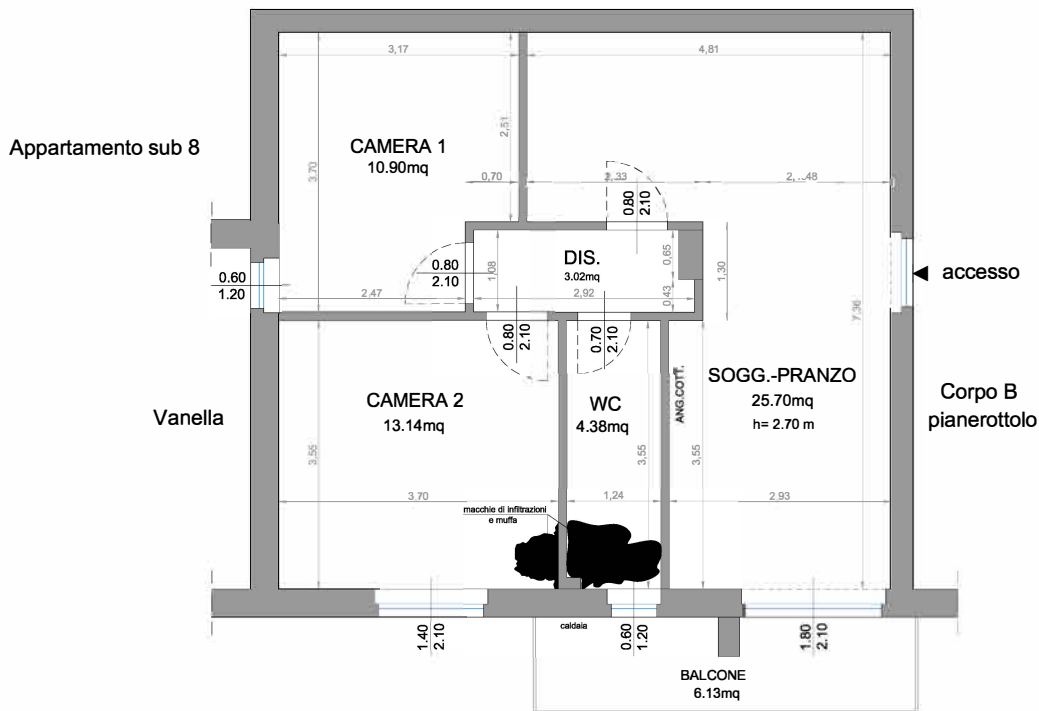 3,17
4,81
2,51
Appartamento sub 8
CAMERA 1
10.90mq
3,70
0,70
2,33
0.80
2.10
DIS.
3.02mq
1,08
0,65
0,43
1,30
0.60
1.20
0.80
2.10
2,47
2,92
accesso
7,36
0.80
2.10
0.70
2.10
Vanella
CAMERA 2
13.14mq
WC
4.38mq
ANG.COTT.
SOGG.-PRANZO
25.70mq
h= 2.70 m
Corpo B
pianerottolo
3,55
3,55
3,55
3,70
1,24
2,93
macchie di infiltrazioni
e muffa
1.40
2.10
caldaia
0.60
1.20
1.80
2.10
BALCONE
6.13mq